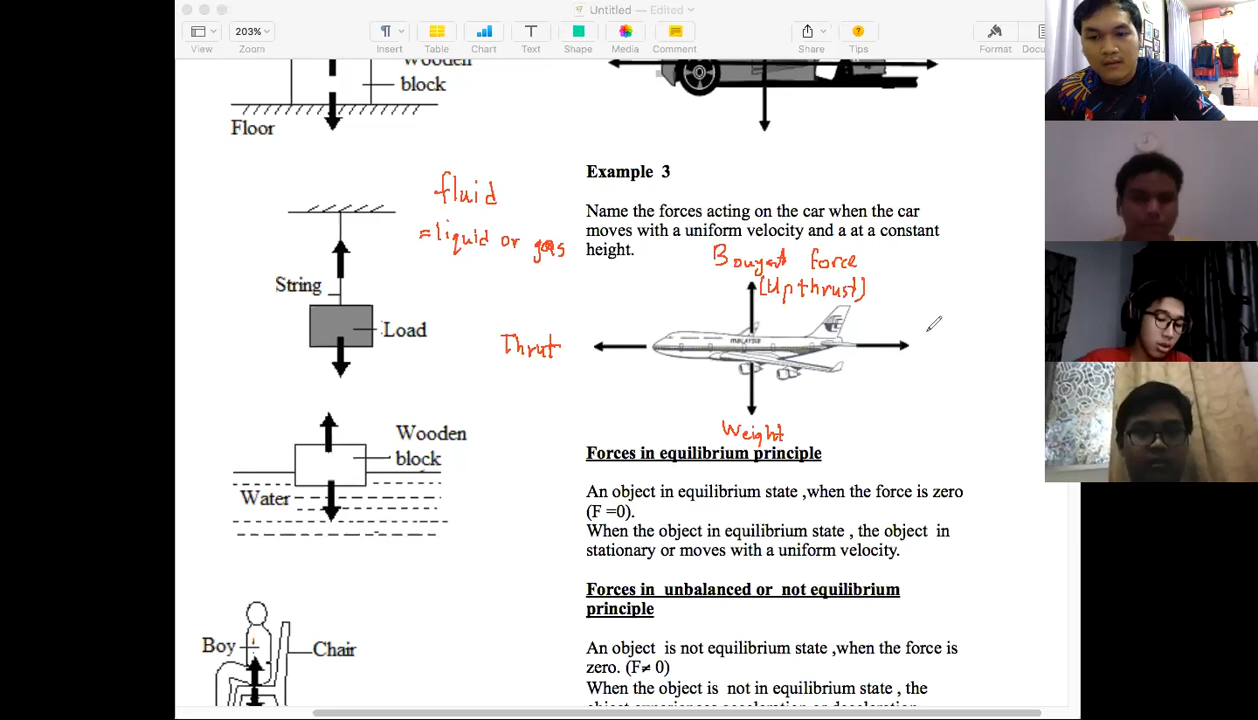 Untitled — Edited
203%
View
Zoom
Insert
Table
Chart
Text
Shape
Media
Comment
Share
Tips
Format
Wooden
block
Floor
fluid
=liquid or gas
String
Load
Wooden
block
Water
Boy
Chair
Example 3
Name the forces acting on the car when the car
moves with a uniform velocity and a at a constant
height.
Bouyant force
(Upthrust)
Thrut
MALAYSIA
Weight
Forces in equilibrium principle
An object in equilibrium state ,when the force is zero
(F =0).
When the object in equilibrium state , the object in
stationary or moves with a uniform velocity.
Forces in unbalanced or not equilibrium
principle
An object is not equilibrium state ,when the force is
zero. (F≠ 0)
When the object is not in equilibrium state , the